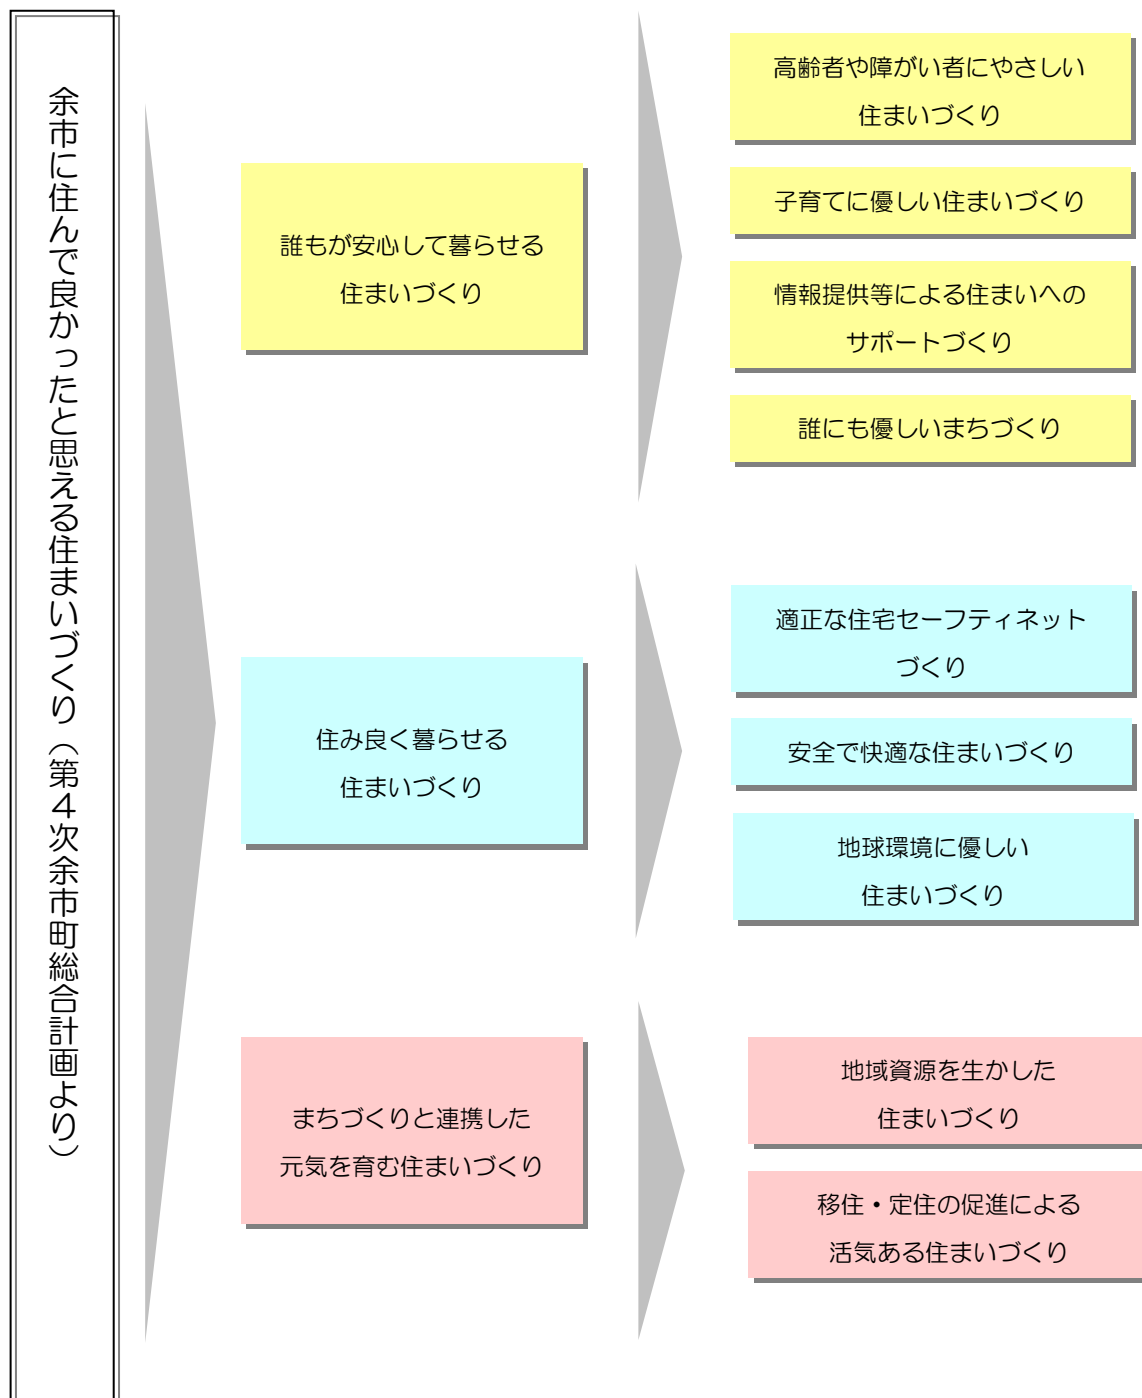 余市に住んで良かったと思える住まいづくり（第４次余市町総合計画より）
誰もが安心して暮らせる
住まいづくり
高齢者や障がい者にやさしい
住まいづくり
子育てに優しい住まいづくり
情報提供等による住まいへの
サポートづくり
誰にも優しいまちづくり
住み良く暮らせる
住まいづくり
適正な住宅セーフティネット
づくり
安全で快適な住まいづくり
地球環境に優しい
住まいづくり
まちづくりと連携した
元気を育む住まいづくり
地域資源を生かした
住まいづくり
移住・定住の促進による
活気ある住まいづくり